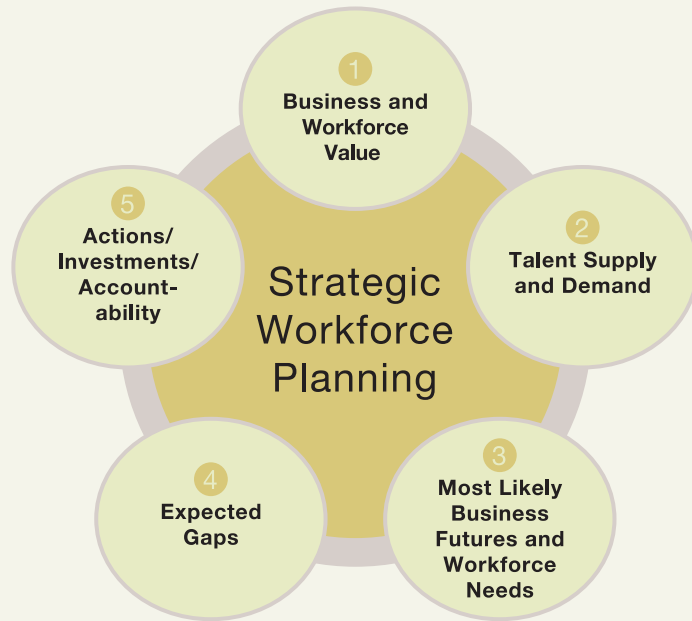 1
Business and
Workforce
Value
2
Talent Supply
and Demand
3
Most Likely
Business
Futures and
Workforce
Needs
4
Expected
Gaps
5
Actions/
Investments/
Account-
ability
Strategic
Workforce
Planning